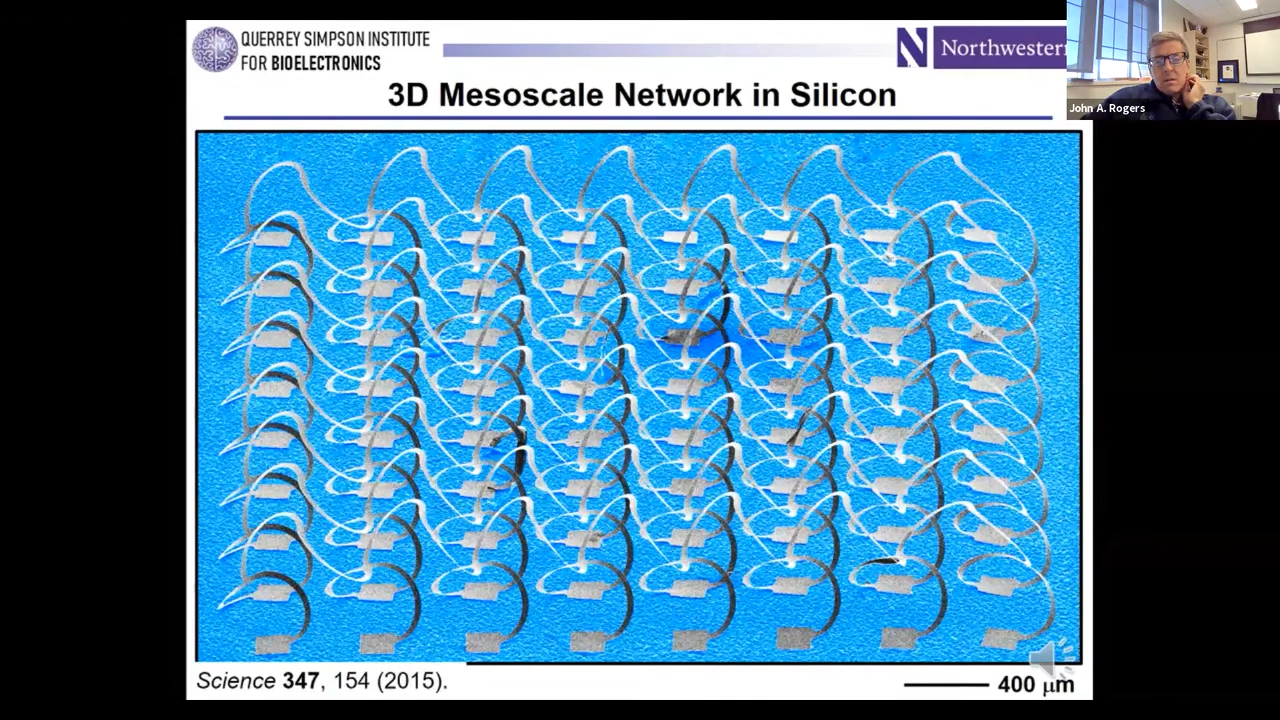 QUERREY SIMPSON INSTITUTE
FOR BIOELECTRONICS
N Northwestern
John A. Rogers
3D Mesoscale Network in Silicon
Science 347, 154 (2015).
400 μm